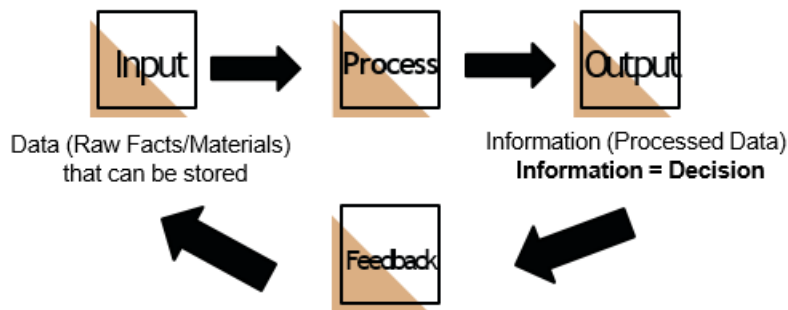 Input
Process
Output
Data (Raw Facts/Materials)
that can be stored
Information (Processed Data)
Information = Decision
Feedback